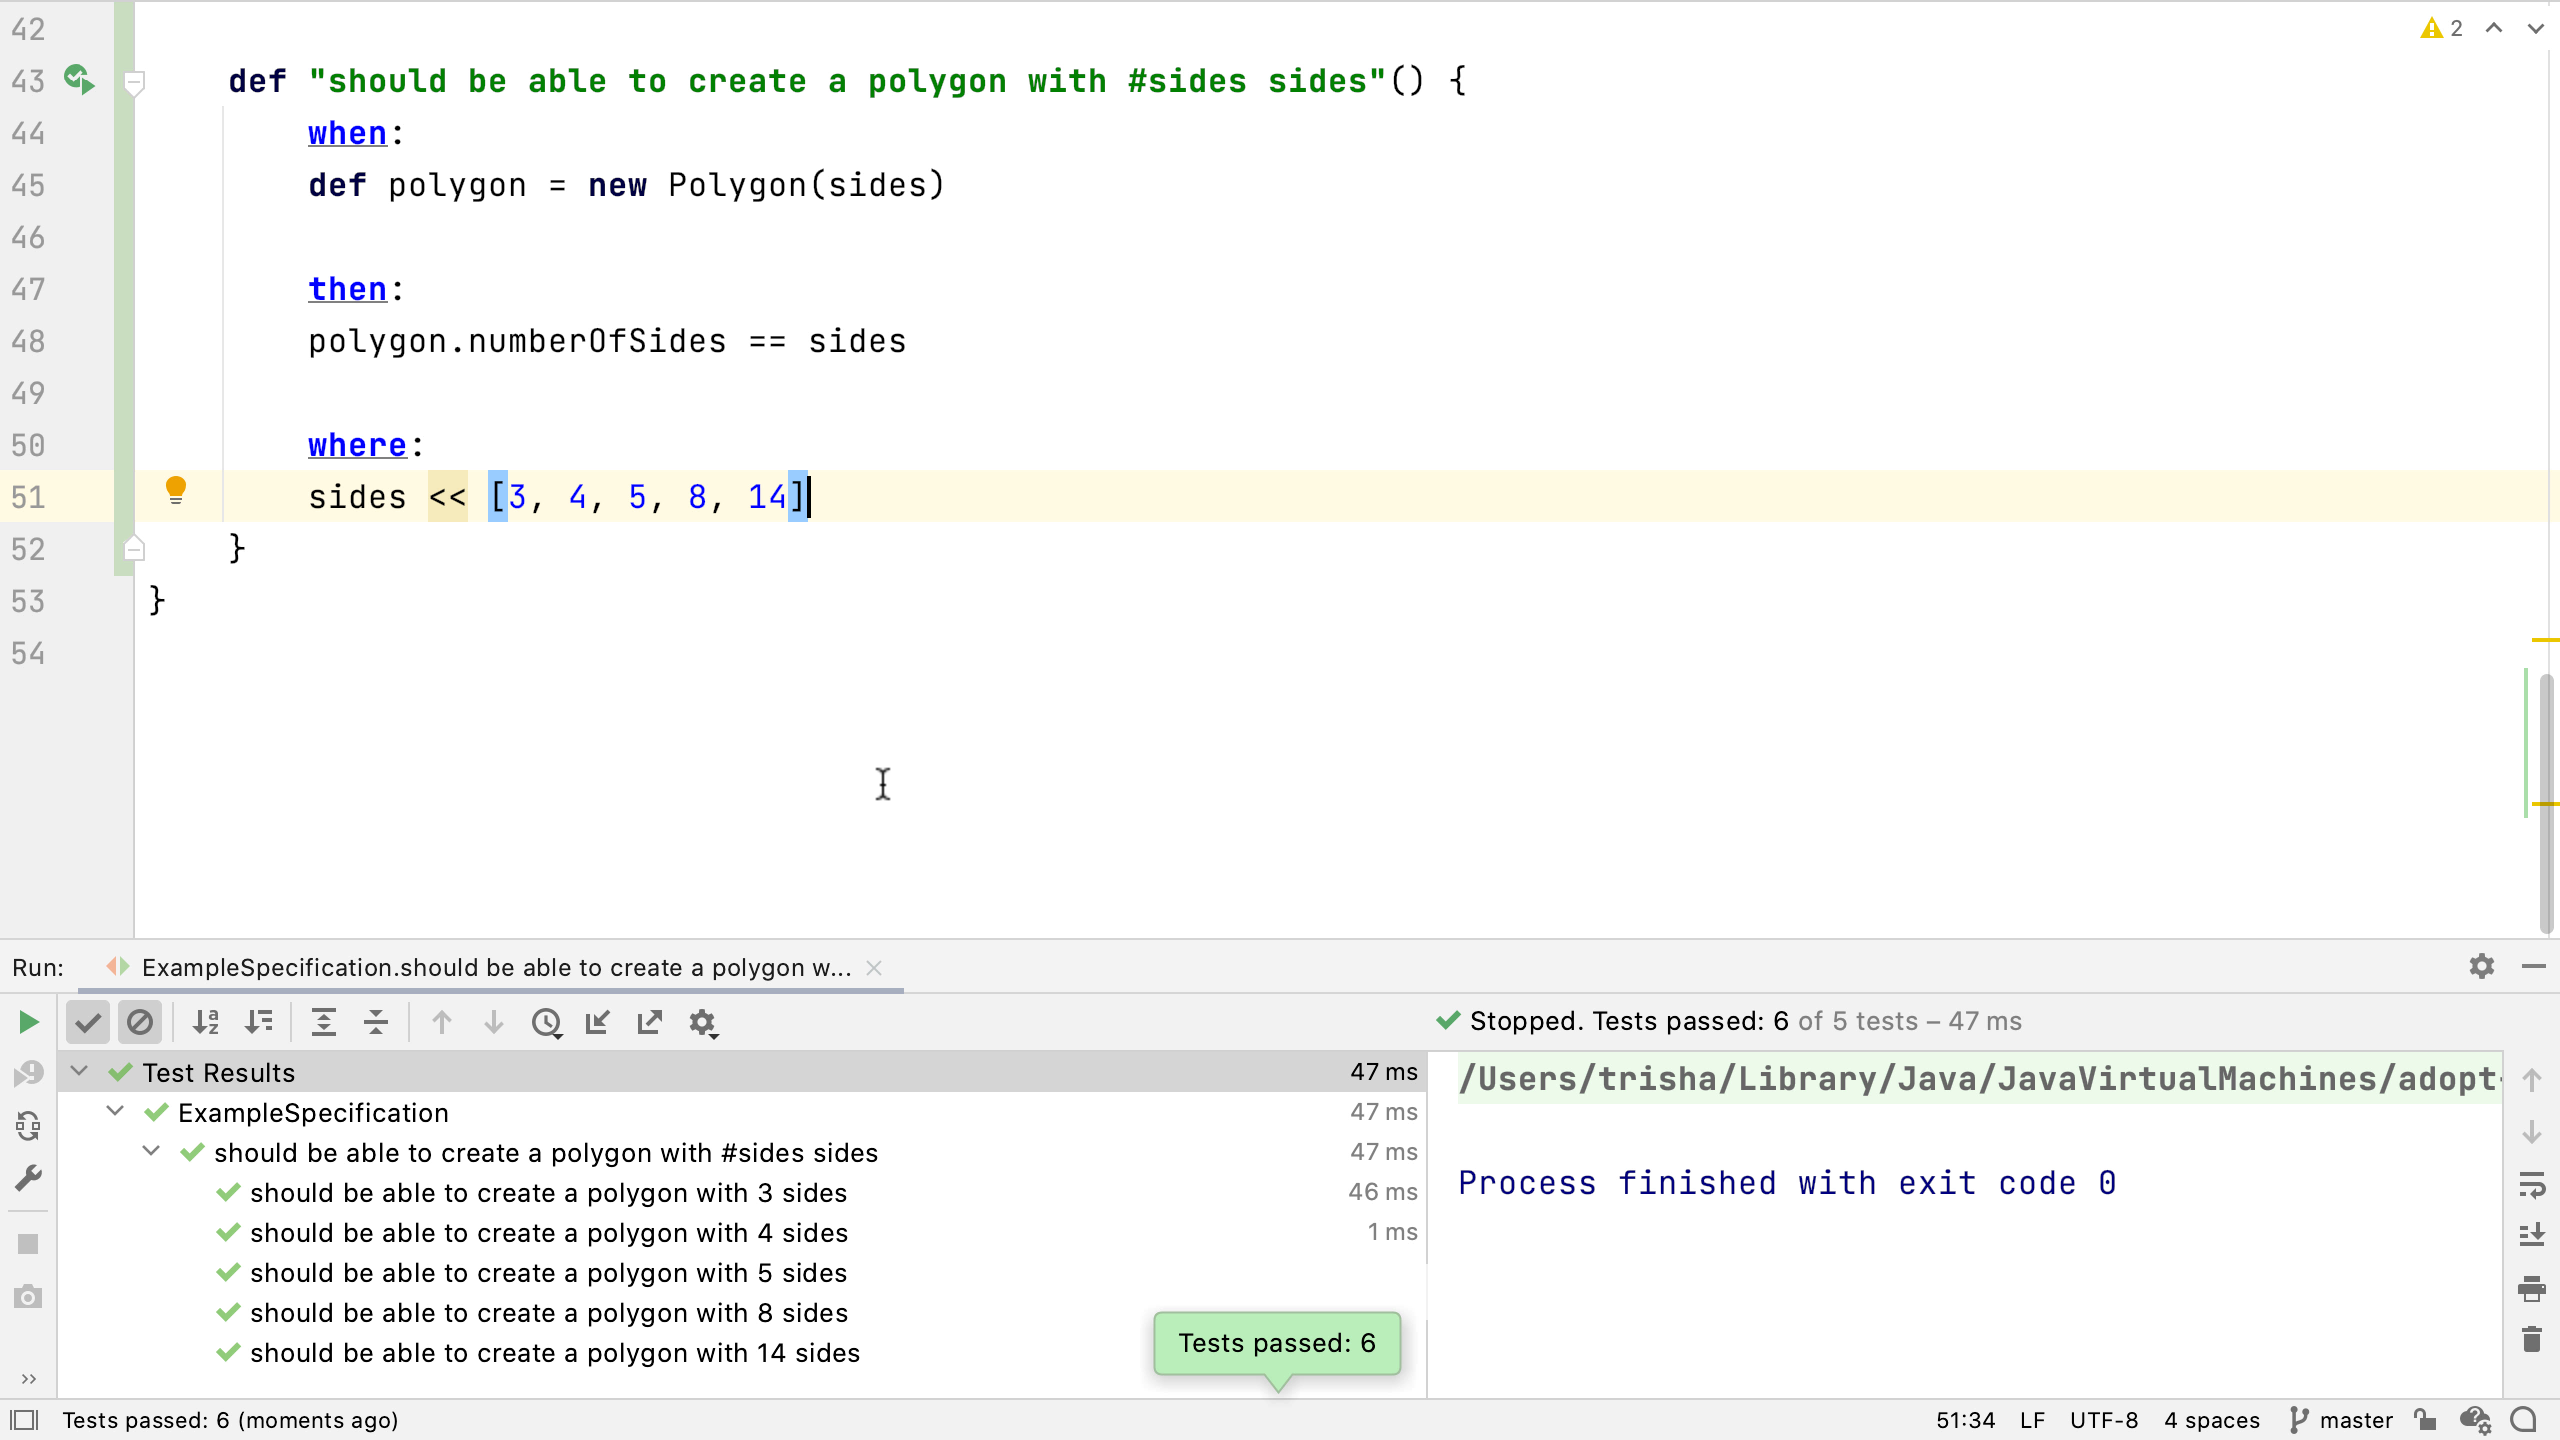 42
2
43 def "should be able to create a polygon with #sides sides"() {
44 when:
45 def polygon = new Polygon(sides)
46
47 then:
48 polygon.numberOfSides == sides
49
50 where:
51 sides << [3, 4, 5, 8, 14]
52 }
53 }
54
Run: ExampleSpecification.should be able to create a polygon w...
Stopped. Tests passed: 6 of 5 tests – 47 ms
Test Results 47 ms
/Users/trisha/Library/Java/JavaVirtualMachines/adopt-
ExampleSpecification 47 ms
should be able to create a polygon with #sides sides 47 ms
should be able to create a polygon with 3 sides 46 ms
Process finished with exit code 0
should be able to create a polygon with 4 sides 1 ms
should be able to create a polygon with 5 sides
should be able to create a polygon with 8 sides
should be able to create a polygon with 14 sides
Tests passed: 6
Tests passed: 6 (moments ago)
51:34 LF UTF-8 4 spaces master